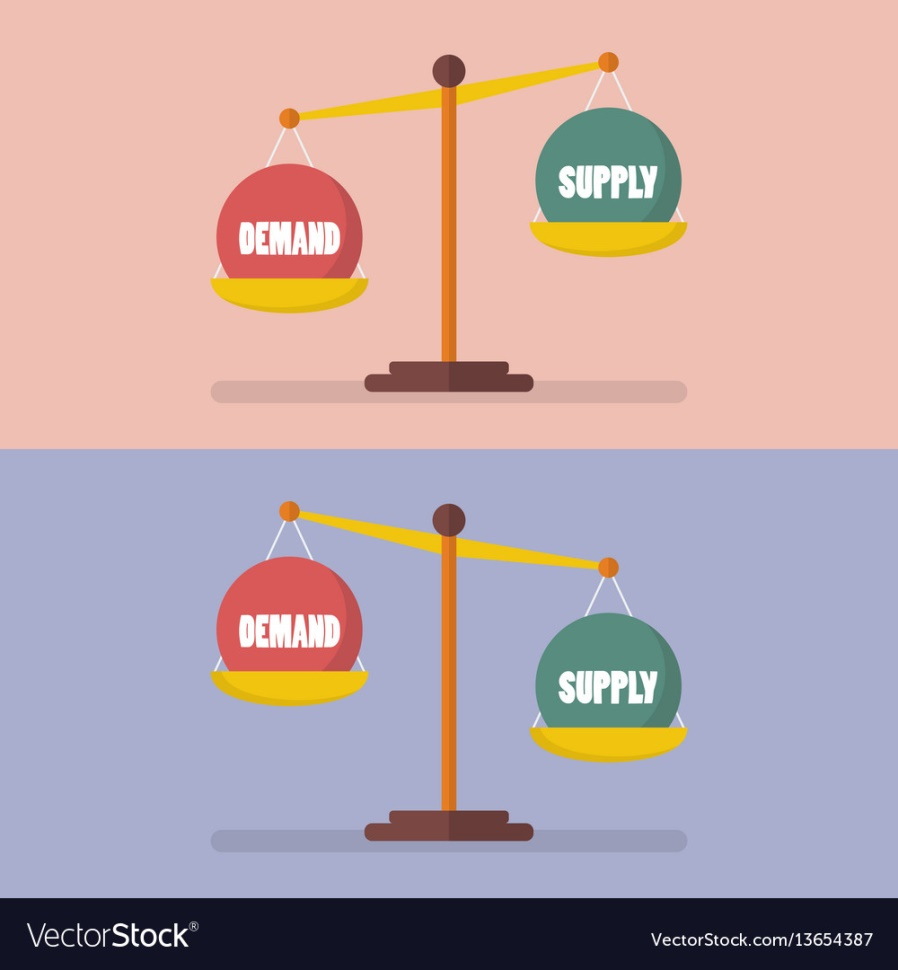 SUPPLY
DEMAND
DEMAND
SUPPLY
VectorStock®
VectorStock.com/13654387